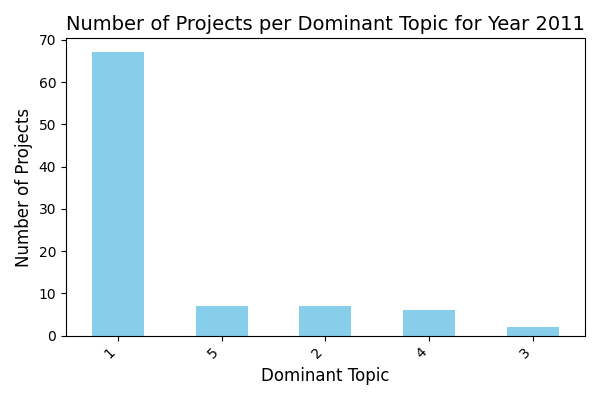 Number of Projects per Dominant Topic for Year 2011
Number of Projects
70
60
50
40
30
20
10
0
1 5 2 4 3
Dominant Topic